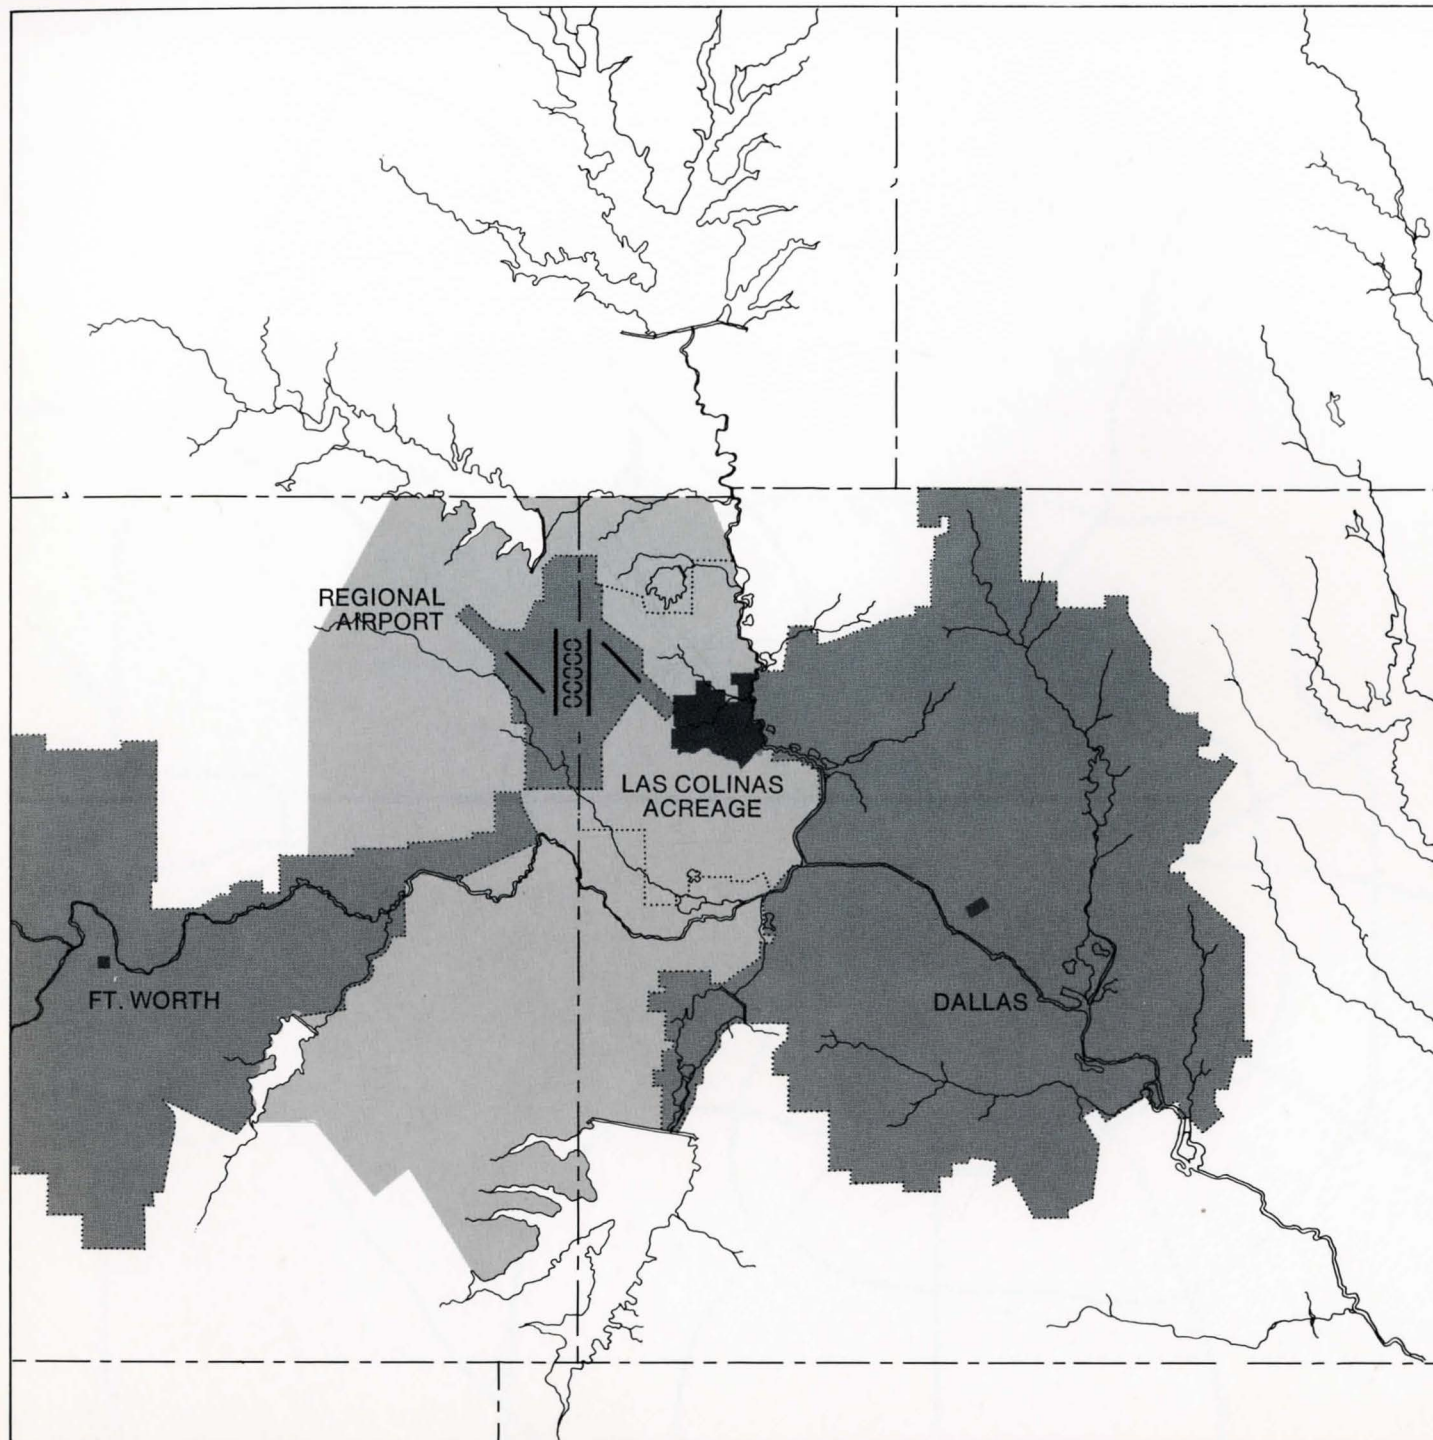 REGIONAL
AIRPORT
LAS COLINAS
ACREAGE
FT. WORTH
DALLAS